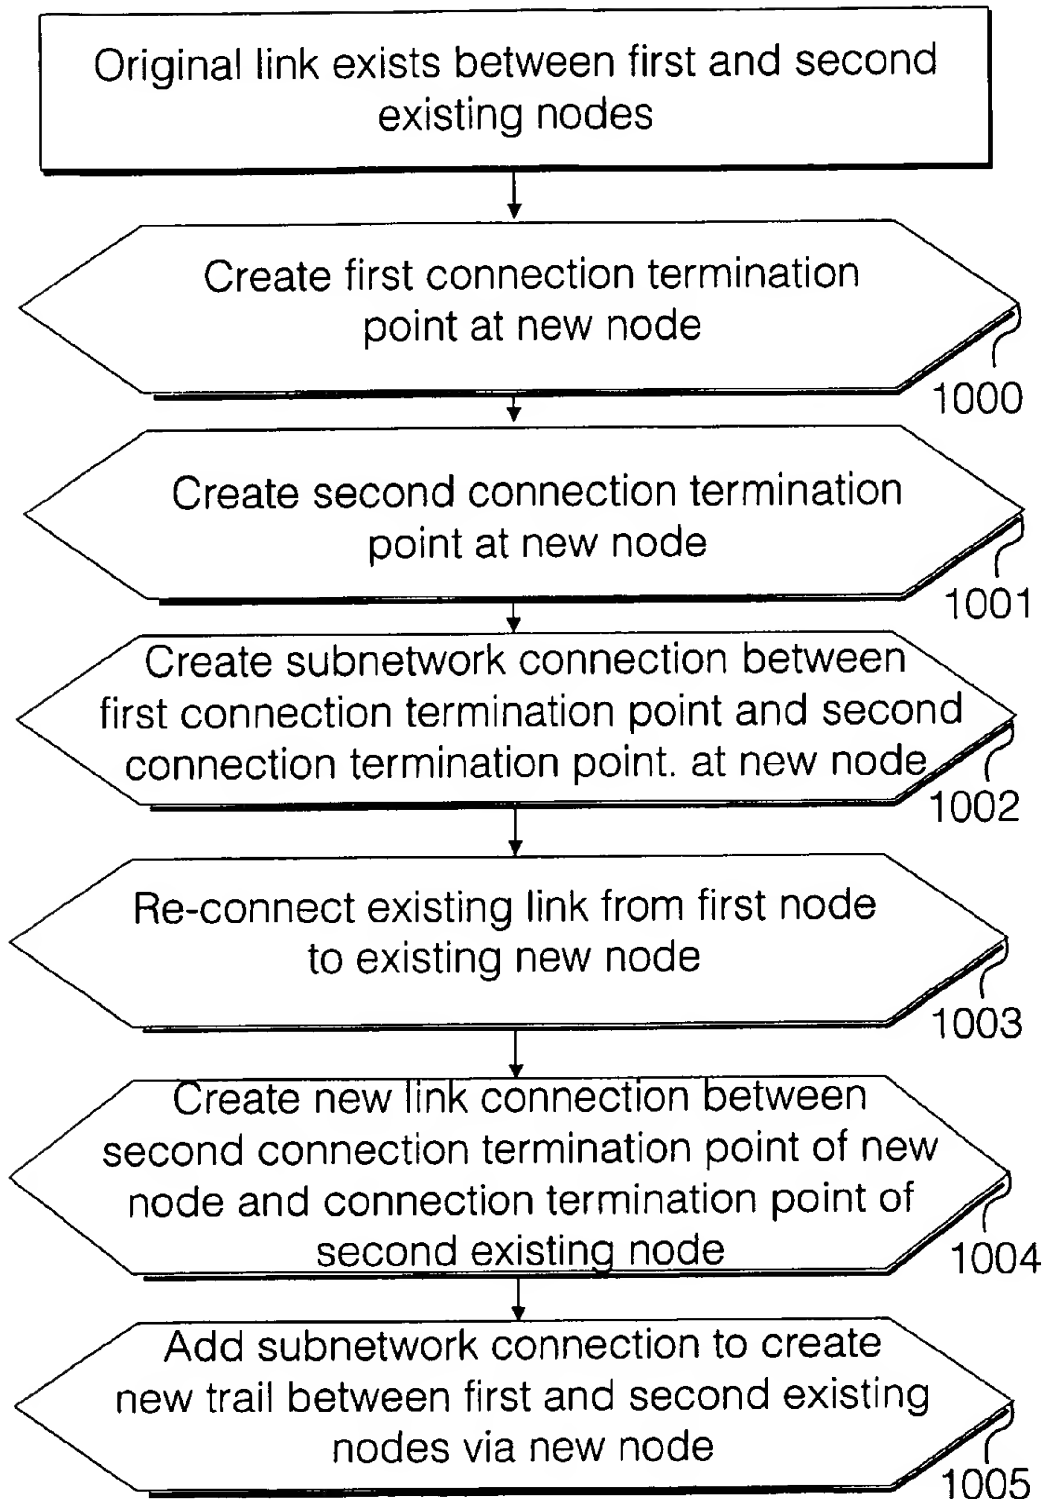 Original link exists between first and second
existing nodes
Create first connection termination
point at new node
1000
Create second connection termination
point at new node
1001
Create subnetwork connection between
first connection termination point and second
connection termination point. at new node
1002
Re-connect existing link from first node
to existing new node
1003
Create new link connection between
second connection termination point of new
node and connection termination point of
second existing node
1004
Add subnetwork connection to create
new trail between first and second existing
nodes via new node
1005